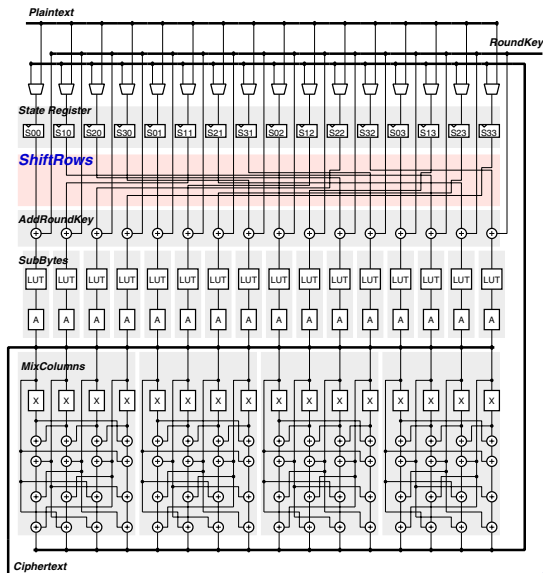 Plaintext
RoundKey
State Register
S00 S10 S20 S30 S01 S11 S21 S31 S02 S12 S22 S32 S03 S13 S23 S33
ShiftRows
AddRoundKey
SubBytes
LUT LUT LUT LUT LUT LUT LUT LUT LUT LUT LUT LUT LUT LUT LUT LUT
A A A A A A A A A A A A A A A A
MixColumns
X X X X X X X X X X X X X X X X
Ciphertext